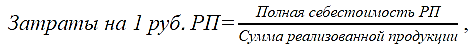 Затраты на 1 руб. РП= Полная себестоимость РП
Сумма реализованной продукции ,